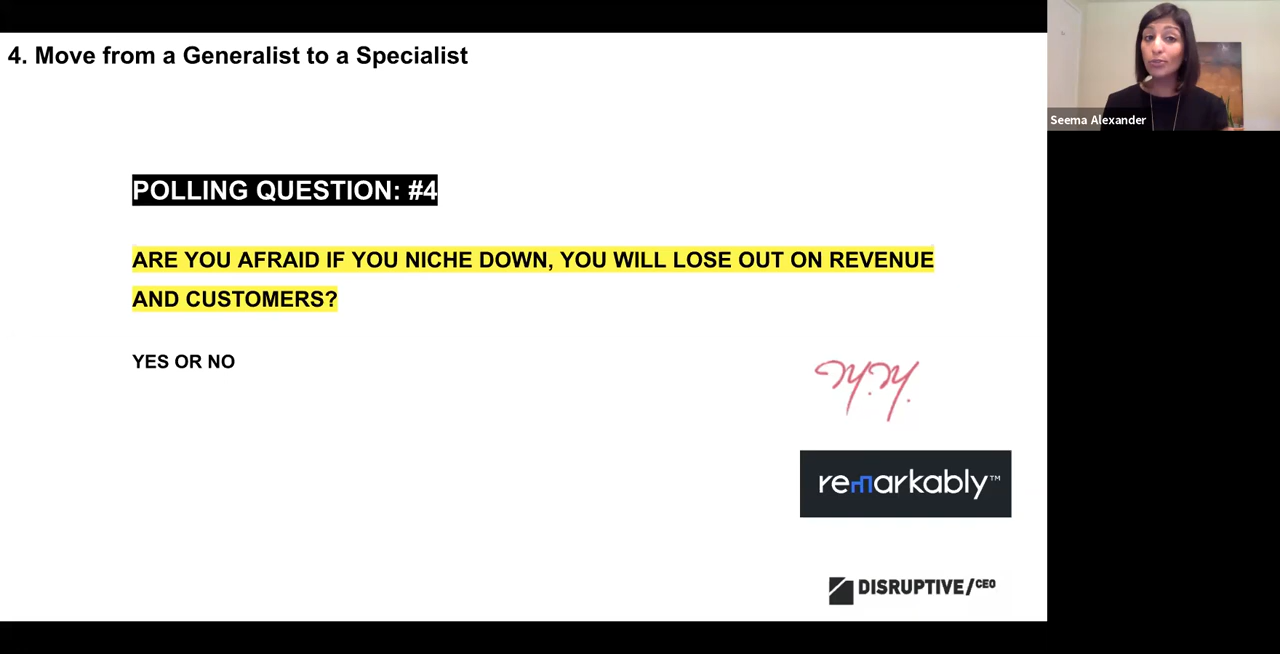 4. Move from a Generalist to a Specialist
Seema Alexander
POLLING QUESTION: #4
ARE YOU AFRAID IF YOU NICHE DOWN, YOU WILL LOSE OUT ON REVENUE
AND CUSTOMERS?
YES OR NO
remarkably™
DISRUPTIVE/CEO